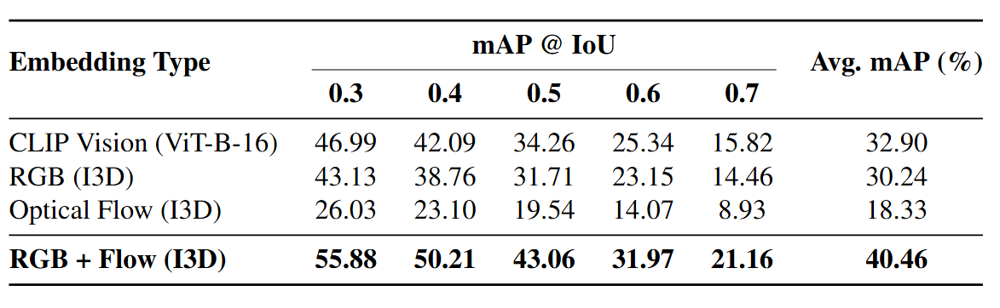 Embedding Type mAP @ IoU Avg. mAP (%)
0.3 0.4 0.5 0.6 0.7
CLIP Vision (ViT-B-16) 46.99 42.09 34.26 25.34 15.82 32.90
RGB (I3D) 43.13 38.76 31.71 23.15 14.46 30.24
Optical Flow (I3D) 26.03 23.10 19.54 14.07 8.93 18.33
RGB + Flow (I3D) 55.88 50.21 43.06 31.97 21.16 40.46